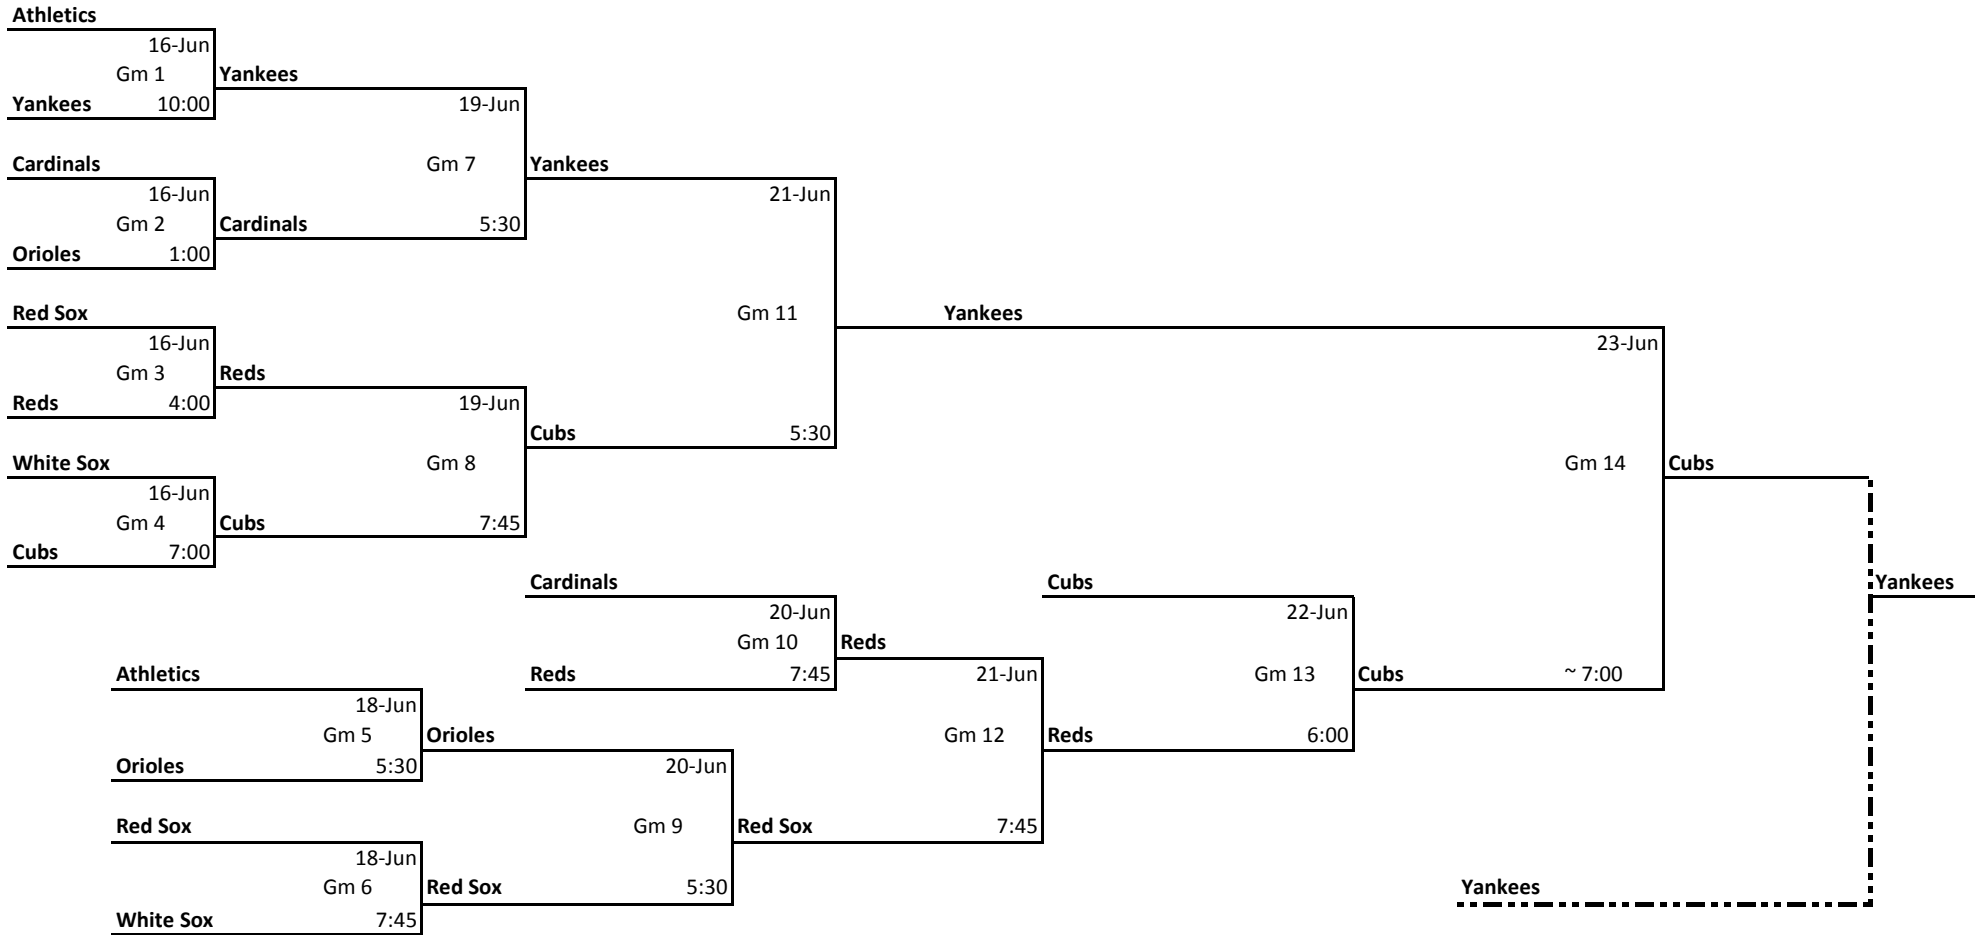 Athletics
16-Jun
Gm 1 Yankees
Yankees 10:00 19-Jun
Cardinals Gm 7 Yankees
16-Jun 21-Jun
Gm 2 Cardinals 5:30
Orioles 1:00
Red Sox Gm 11 Yankees
16-Jun 23-Jun
Gm 3 Reds
Reds 4:00 19-Jun
Cubs 5:30
White Sox Gm 8 Gm 14 Cubs
16-Jun
Gm 4 Cubs 7:45
Cubs 7:00
Cardinals Cubs Yankees
20-Jun 22-Jun
Gm 10 Reds
Athletics Reds 7:45 21-Jun Gm 13 Cubs ~ 7:00
18-Jun
Gm 5 Orioles Gm 12 Reds 6:00
Orioles 5:30 20-Jun
Red Sox Gm 9 Red Sox 7:45
18-Jun
Gm 6 Red Sox 5:30 Yankees
White Sox 7:45